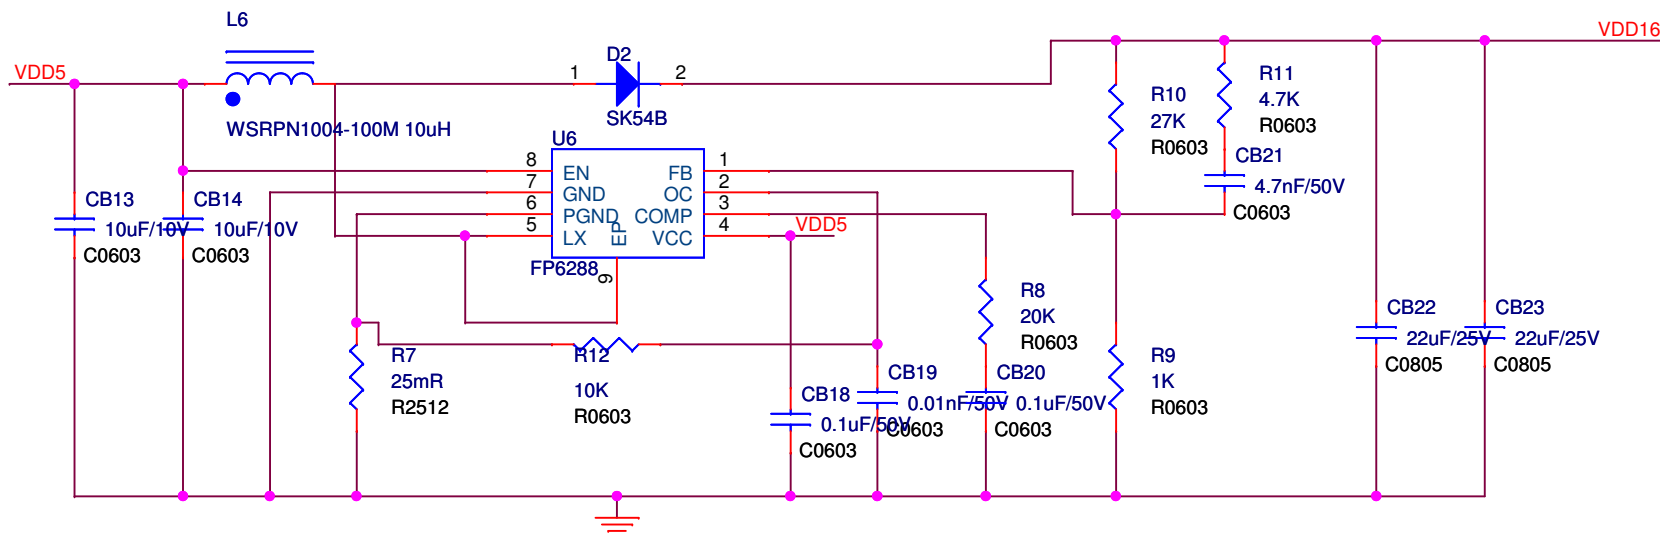 L6
VDD5
WSRPN1004-100M 10uH
1
D2
2
SK54B
VDD16
R10
27K
R0603
R11
4.7K
R0603
CB21
4.7nF/50V
C0603
U6
8
EN
7
GND
6
PGND
5
LX
EP
9
FB
1
OC
2
COMP
3
VCC
4
VDD5
FP6288
CB13
10uF/10V
C0603
CB14
10uF/10V
C0603
R7
25mR
R2512
R12
10K
R0603
CB18
0.1uF/50V
C0603
CB19
0.01nF/50V
C0603
R8
20K
R0603
CB20
0.1uF/50V
C0603
R9
1K
R0603
CB22
22uF/25V
C0805
CB23
22uF/25V
C0805